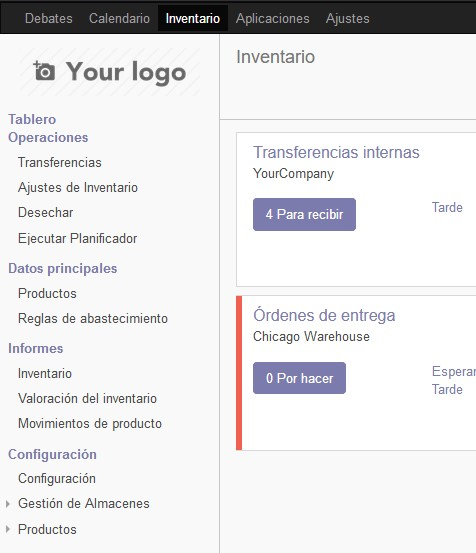 Debates Calendario Inventario Aplicaciones Ajustes
Your logo
Tablero
Operaciones
Transferencias
Ajustes de Inventario
Desechar
Ejecutar Planificador
Datos principales
Productos
Reglas de abastecimiento
Informes
Inventario
Valoración del inventario
Movimientos de producto
Configuración
Configuración
Gestión de Almacenes
Productos
Inventario
Transferencias internas
YourCompany
4 Para recibir
Tarde
Órdenes de entrega
Chicago Warehouse
0 Por hacer
Esperar
Tarde